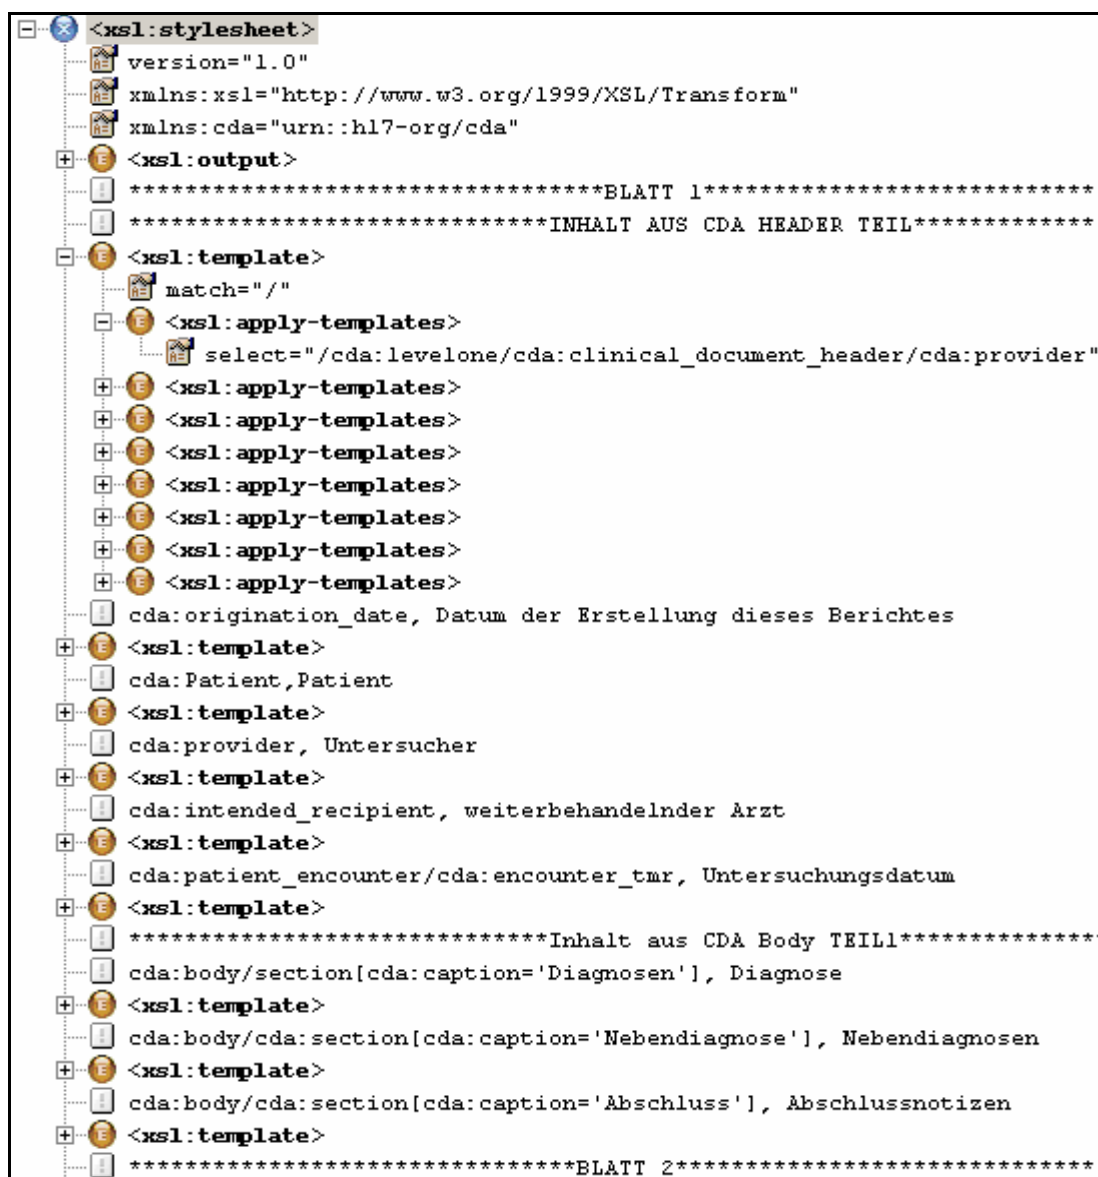 <xsl:stylesheet>
version="1.0"
xmlns:xsl="http://www.w3.org/1999/XSL/Transform"
xmlns:cda="urn::hl7-org/cda"
<xsl:output>
**********************************BLATT 1****************************
******************************INHALT AUS CDA HEADER TEIL*************
<xsl:template>
match="/"
<xsl:apply-templates>
select="/cda:levelone/cda:clinical_document_header/cda:provider"
<xsl:apply-templates>
<xsl:apply-templates>
<xsl:apply-templates>
<xsl:apply-templates>
<xsl:apply-templates>
<xsl:apply-templates>
<xsl:apply-templates>
cda:origination_date, Datum der Erstellung dieses Berichtes
<xsl:template>
cda:Patient,Patient
<xsl:template>
cda:provider, Untersucher
<xsl:template>
cda:intended_recipient, weiterbehandelnder Arzt
<xsl:template>
cda:patient_encounter/cda:encounter_tmr, Untersuchungsdatum
<xsl:template>
******************************Inhalt aus CDA Body TEIL1**************
cda:body/section[cda:caption='Diagnosen'], Diagnose
<xsl:template>
cda:body/cda:section[cda:caption='Nebendiagnose'], Nebendiagnosen
<xsl:template>
cda:body/cda:section[cda:caption='Abschluss'], Abschlussnotizen
<xsl:template>
********************************BLATT 2******************************